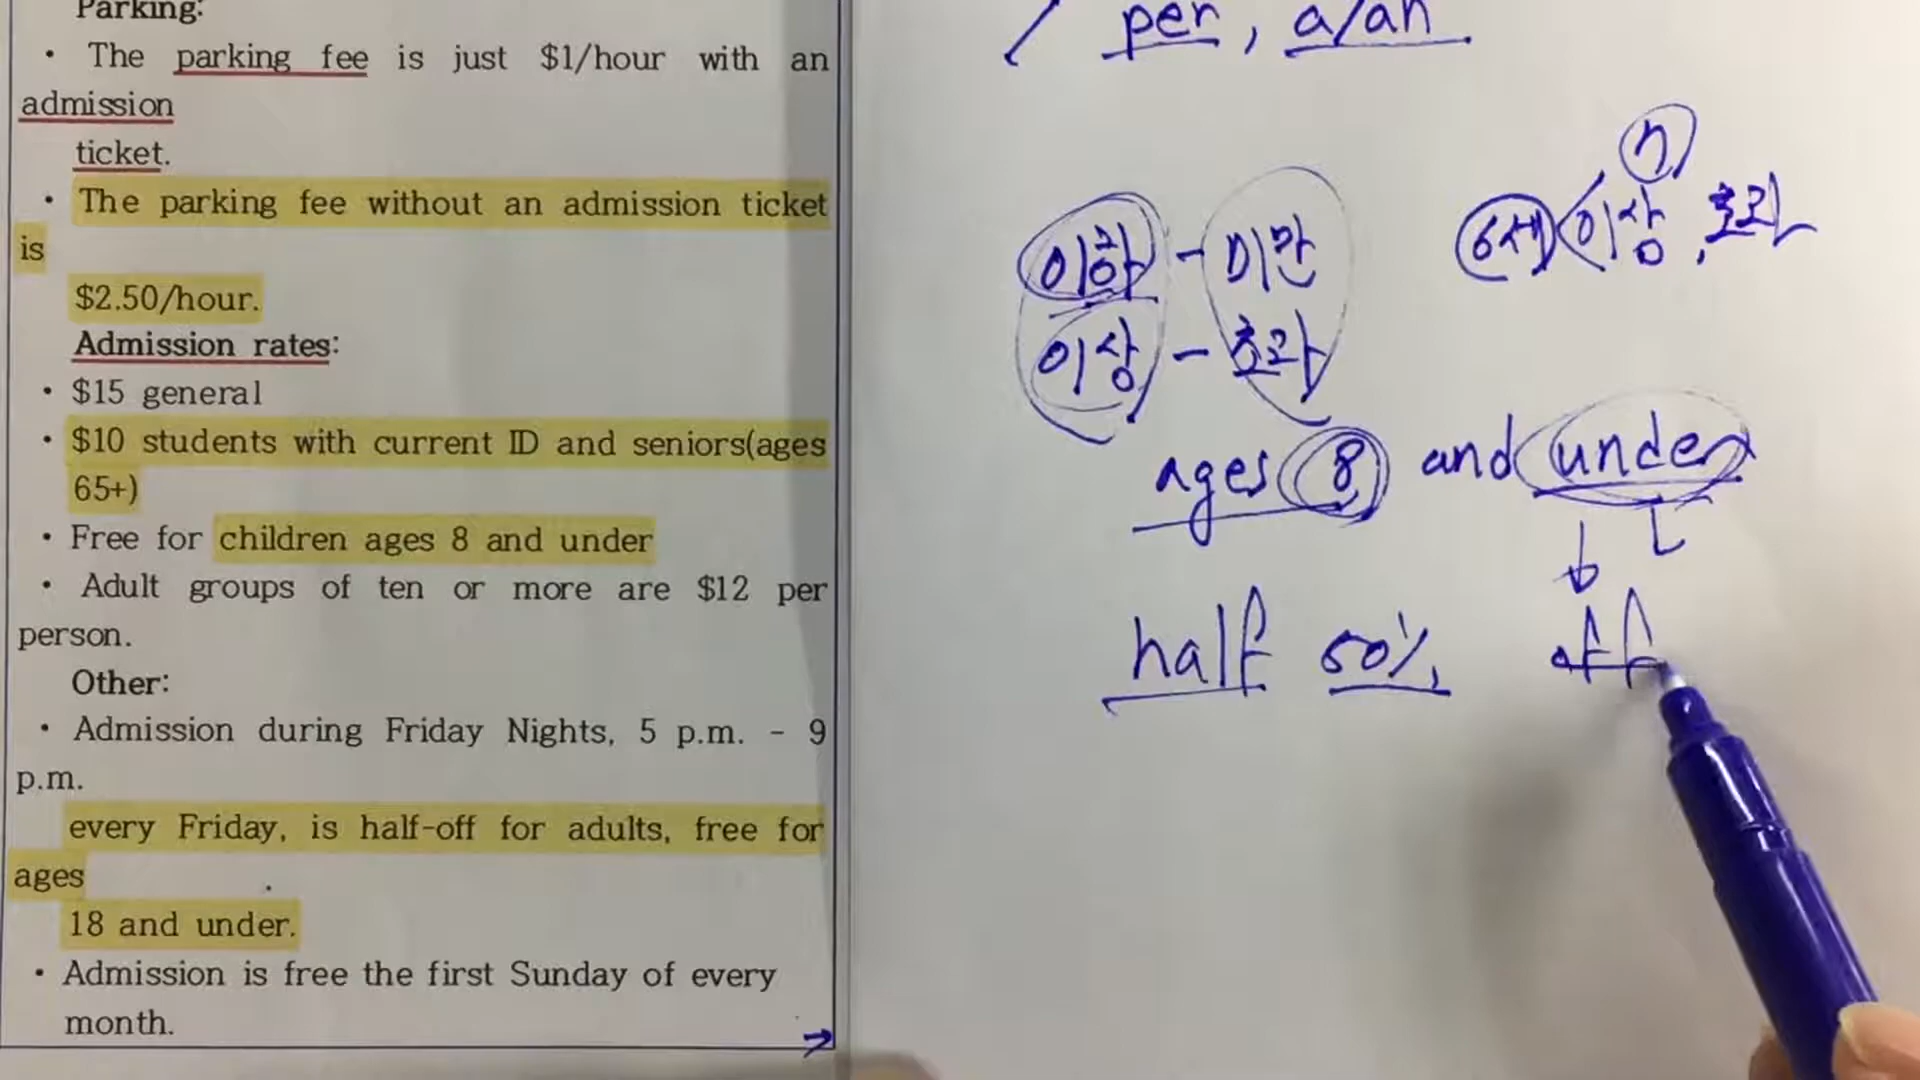 Parking:
· The parking fee is just $1/hour with an
admission
ticket.
· The parking fee without an admission ticket
is
$2.50/hour.
Admission rates:
· $15 general
· $10 students with current ID and seniors(ages
65+)
· Free for children ages 8 and under
· Adult groups of ten or more are $12 per
person.
Other:
· Admission during Friday Nights, 5 p.m. - 9
p.m.
every Friday, is half-off for adults, free for
ages
18 and under.
· Admission is free the first Sunday of every
month.
/ per, a/an
7
이하 - 미만
6세 이상, 초과
이상 - 초과
ages 8 and under
half 50% off